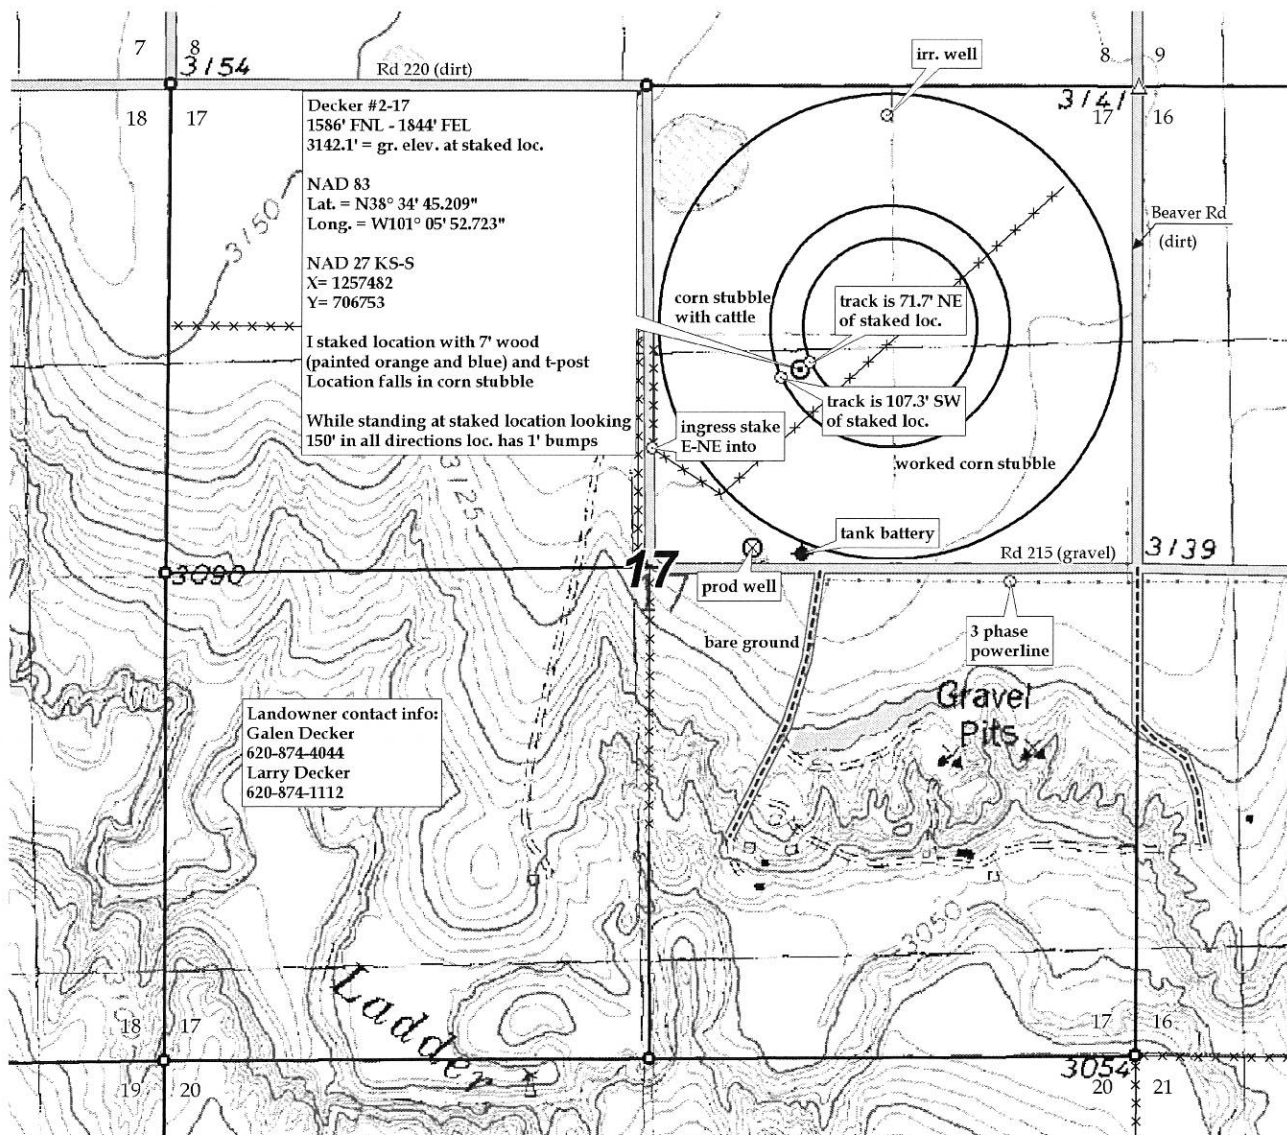 7
8
3154
Rd 220 (dirt)
irr. well
8
9
3141
18
17
17
16
Decker #2-17
1586' FNL - 1844' FEL
3142.1' = gr. elev. at staked loc.
NAD 83
Lat. = N38° 34' 45.209"
Long. = W101° 05' 52.723"
NAD 27 KS-S
X= 1257482
Y= 706753
I staked location with 7' wood
(painted orange and blue) and t-post
Location falls in corn stubble
While standing at staked location looking
150' in all directions loc. has 1' bumps
3150
Beaver Rd
(dirt)
corn stubble
with cattle
track is 71.7' NE
of staked loc.
track is 107.3' SW
of staked loc.
ingress stake
E-NE into
worked corn stubble
3125
tank battery
Rd 215 (gravel)
3139
17
3090
prod well
bare ground
3 phase
powerline
Gravel
Pits
Landowner contact info:
Galen Decker
620-874-4044
Larry Decker
620-874-1112
3050
Ladder
18
17
17
16
3054
19
20
20
21